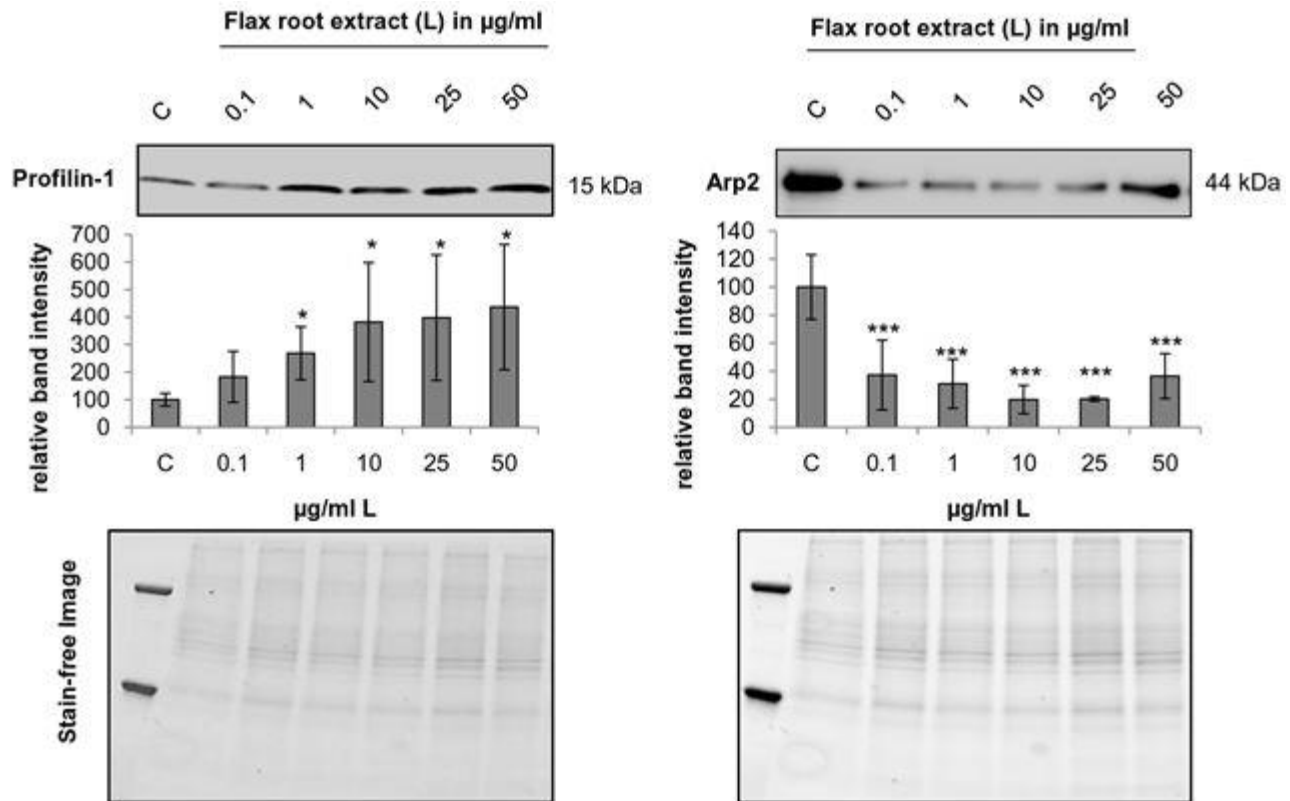 Flax root extract (L) in µg/ml
C 0.1 1 10 25 50
Profilin-1
15 kDa
relative band intensity
700
600
500
400
300
200
100
0
* * * *
C 0.1 1 10 25 50
µg/ml L
Stain-free Image
Flax root extract (L) in µg/ml
C 0.1 1 10 25 50
Arp2
44 kDa
relative band intensity
140
120
100
80
60
40
20
0
*** *** *** *** ***
C 0.1 1 10 25 50
µg/ml L